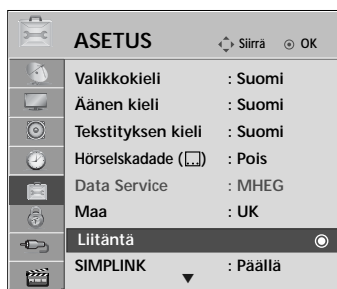 ASETUS Siirrä OK
Valikkokieli : Suomi
Äänen kieli : Suomi
Tekstityksen kieli : Suomi
Hörselskadade ( ) : Pois
Data Service : MHEG
Maa : UK
Liitäntä
SIMPLINK : Päällä